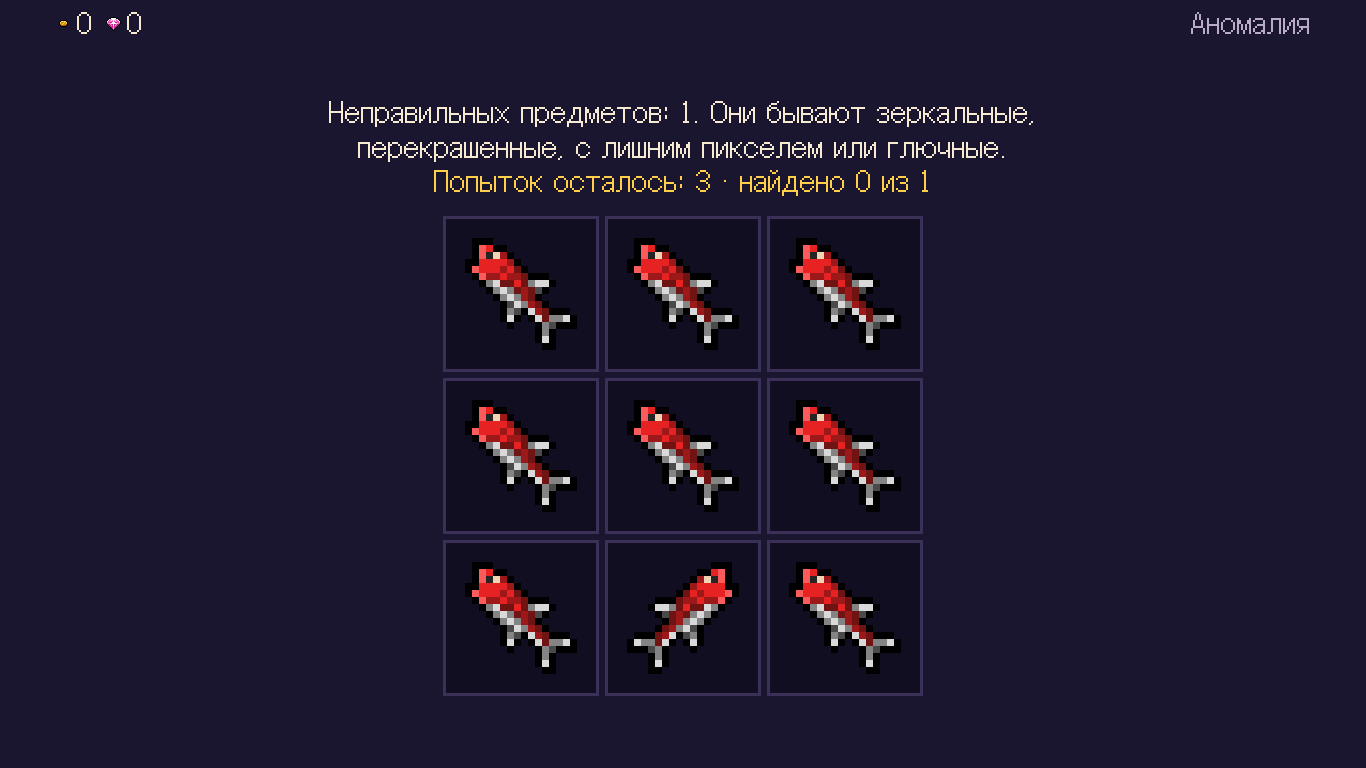 0 0
Аномалия
Неправильных предметов: 1. Они бывают зеркальные,
перекрашенные, с лишним пикселем или глючные.
Попыток осталось: 3 · найдено 0 из 1